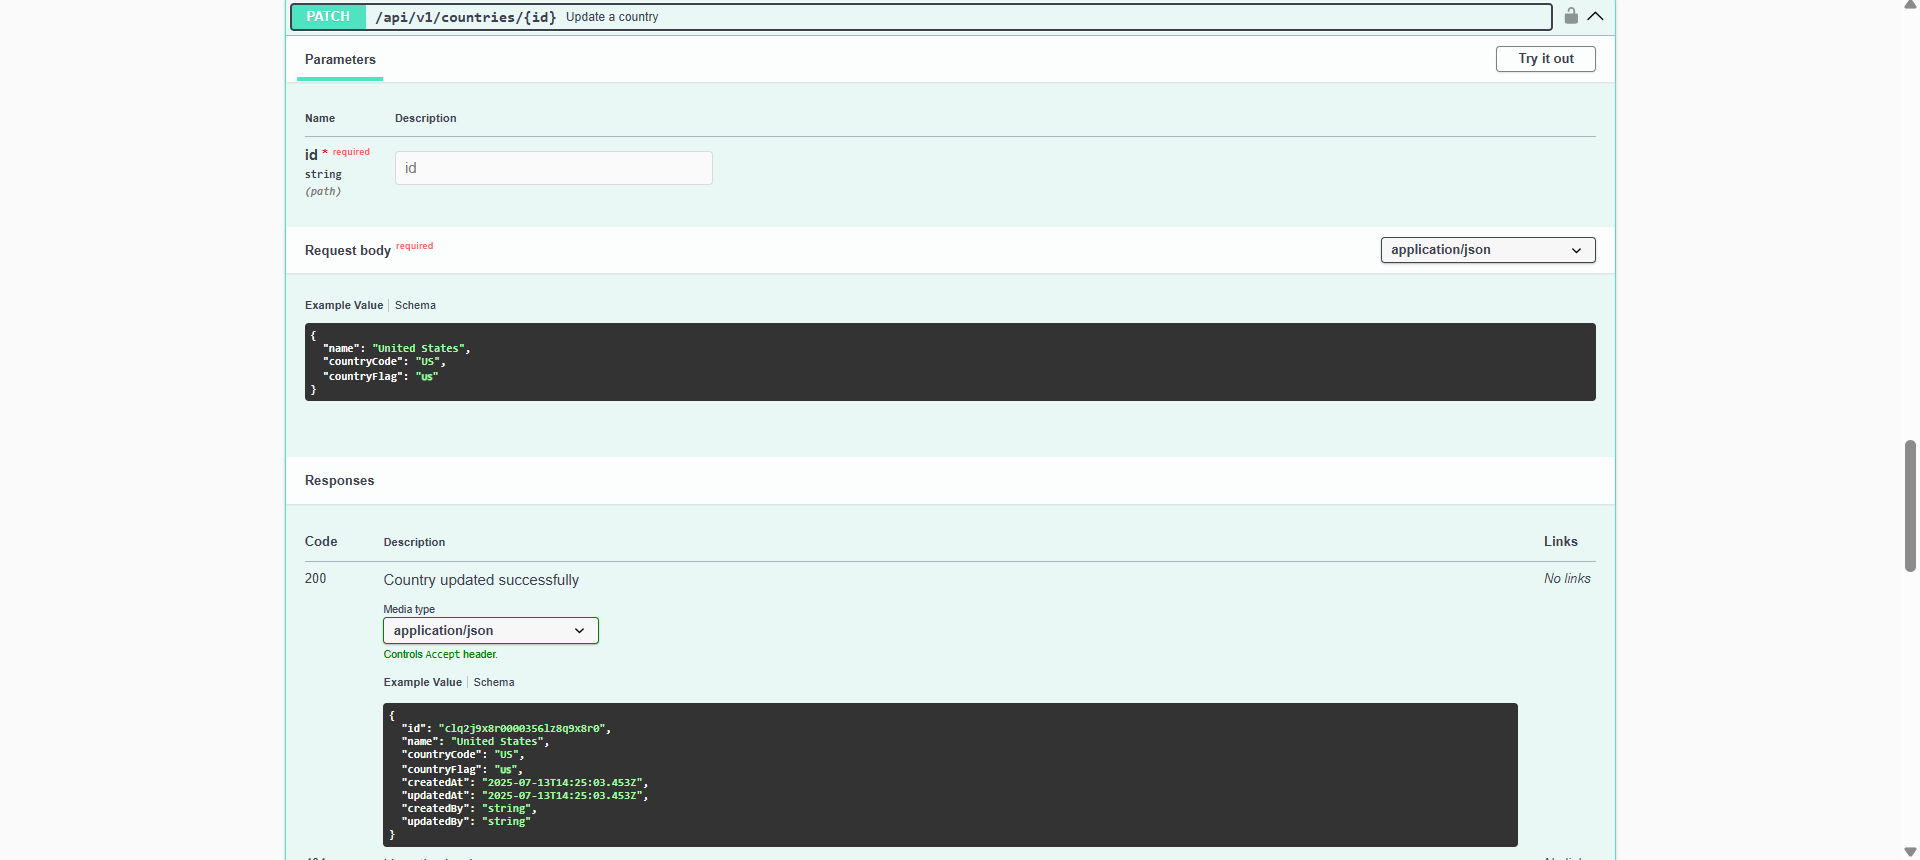 PATCH /api/v1/countries/{id} Update a country
Parameters
Try it out
Name Description
id * required
string
(path)
id
Request body required
application/json
Example Value Schema
{
  "name": "United States",
  "countryCode": "US",
  "countryFlag": "us"
}
Responses
Code Description Links
200 Country updated successfully No links
Media type
application/json
Controls Accept header.
Example Value Schema
{
  "id": "clq2j9x8r0000356lz8q9x8r0",
  "name": "United States",
  "countryCode": "US",
  "countryFlag": "us",
  "createdAt": "2025-07-13T14:25:03.453Z",
  "updatedAt": "2025-07-13T14:25:03.453Z",
  "createdBy": "string",
  "updatedBy": "string"
}